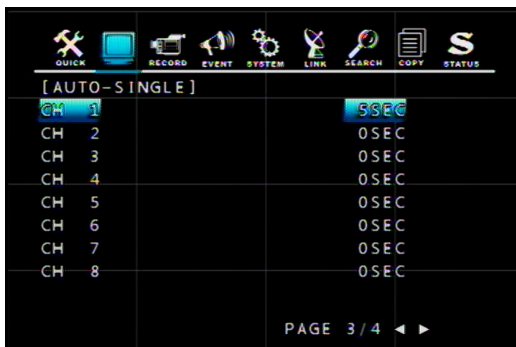 QUICK RECORD EVENT SYSTEM LINK SEARCH COPY S STATUS
[AUTO-SINGLE]
CH 1 5SEC
CH 2 0SEC
CH 3 0SEC
CH 4 0SEC
CH 5 0SEC
CH 6 0SEC
CH 7 0SEC
CH 8 0SEC
PAGE 3/4 ◄ ►